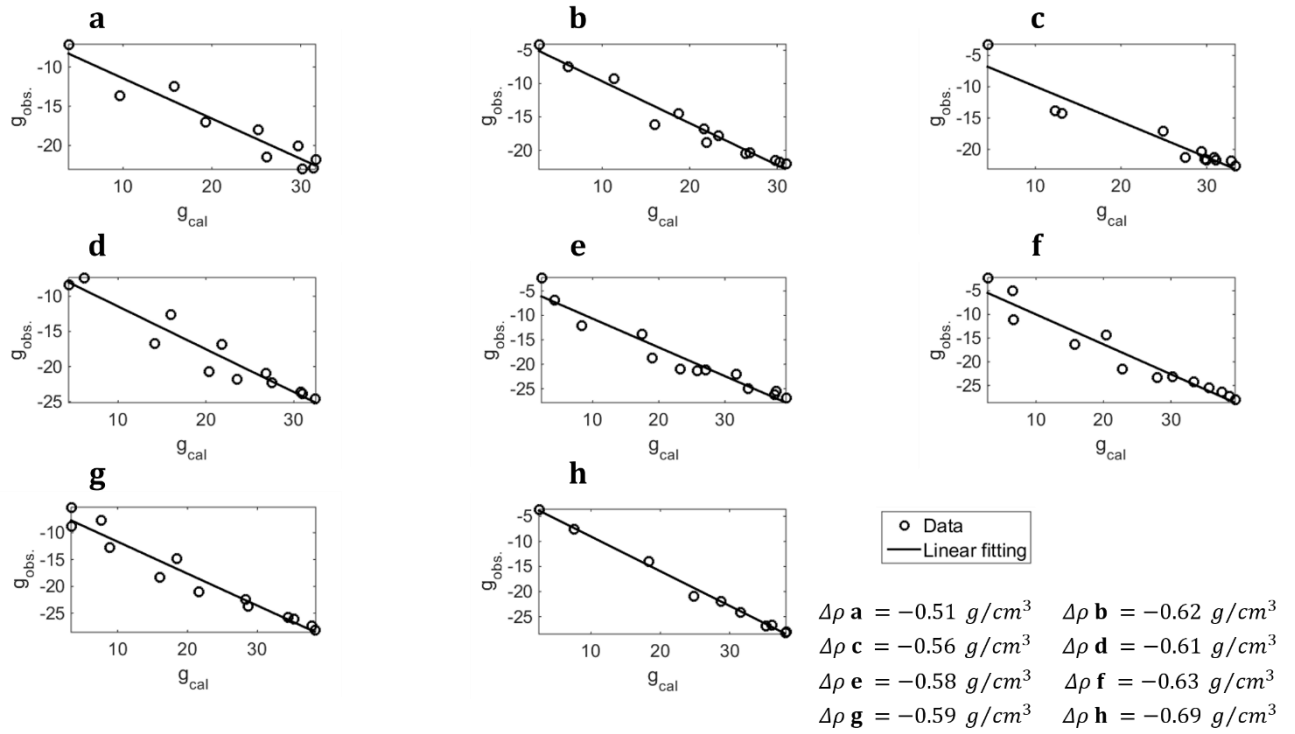 a
b
c
-10
-15
-20
g_obs.
10
20
30
g_cal
-5
-10
-15
-20
g_obs.
10
20
30
g_cal
-5
-10
-15
-20
g_obs.
10
20
30
g_cal
d
e
f
-10
-15
-20
-25
g_obs.
10
20
30
g_cal
-5
-10
-15
-20
-25
g_obs.
10
20
30
g_cal
-5
-10
-15
-20
-25
g_obs.
10
20
30
g_cal
g
h
-10
-15
-20
-25
g_obs.
10
20
30
g_cal
-5
-10
-15
-20
-25
g_obs.
10
20
30
g_cal
Data
Linear fitting
Δρ a = −0.51 g/cm³ Δρ b = −0.62 g/cm³
Δρ c = −0.56 g/cm³ Δρ d = −0.61 g/cm³
Δρ e = −0.58 g/cm³ Δρ f = −0.63 g/cm³
Δρ g = −0.59 g/cm³ Δρ h = −0.69 g/cm³